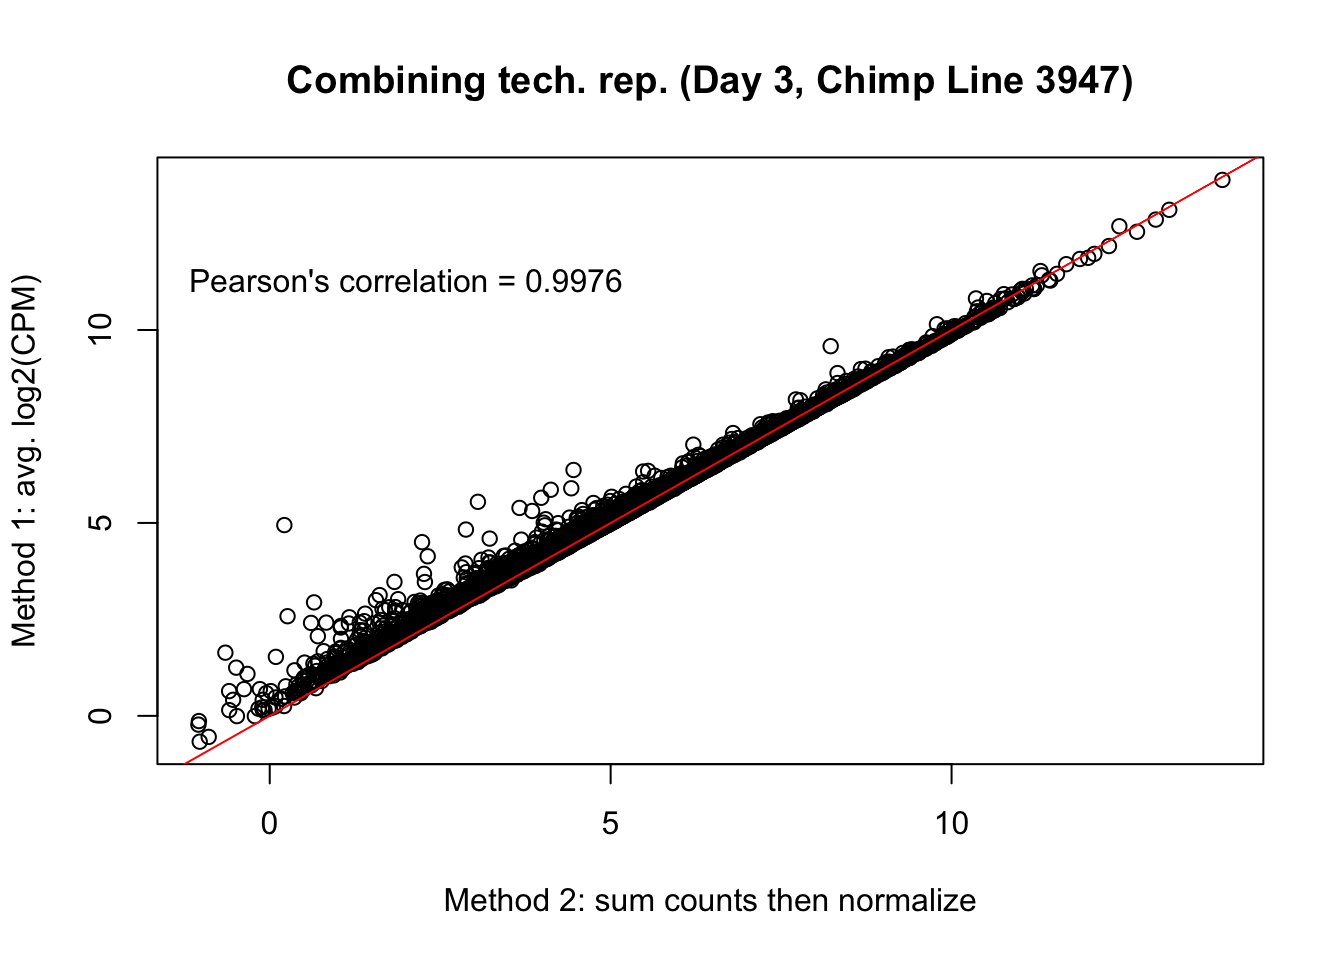 Combining tech. rep. (Day 3, Chimp Line 3947)
Pearson's correlation = 0.9976
Method 1: avg. log2(CPM)
10
5
0
0 5 10
Method 2: sum counts then normalize